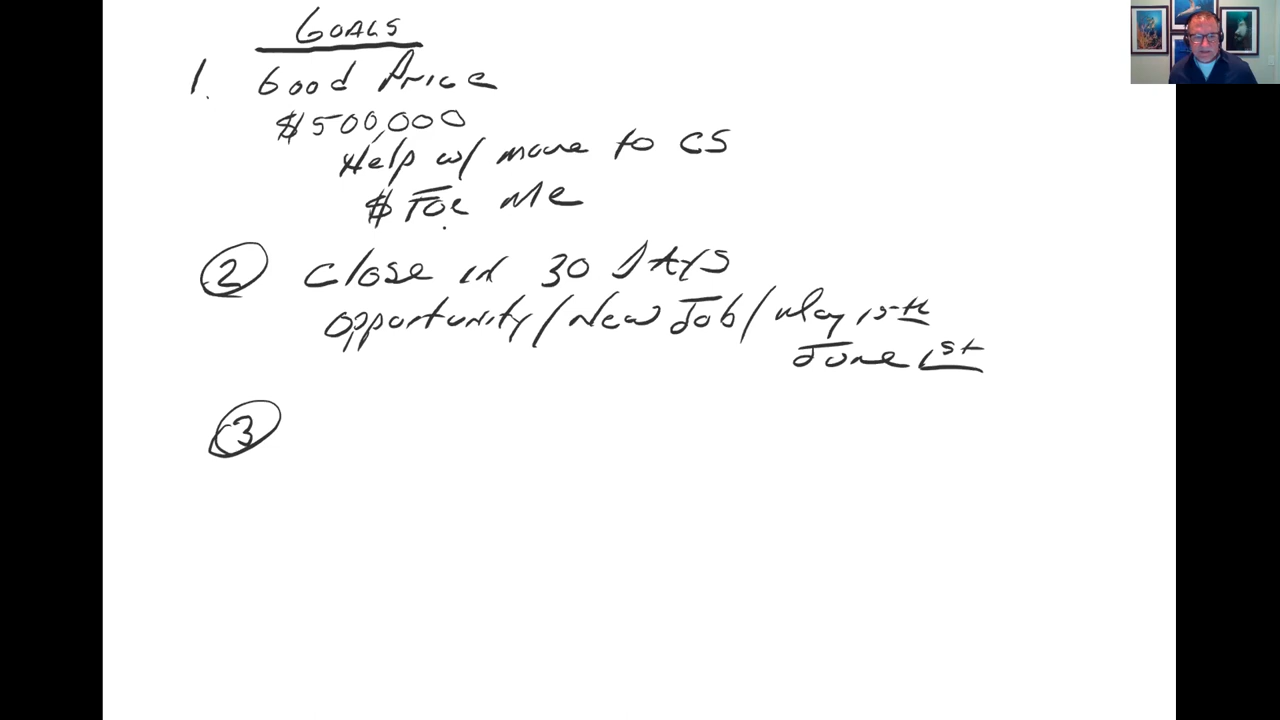 GOALS
1. Good Price
$500,000
Help w/ move to CS
$ For Me
2 Close in 30 DAYS
opportunity/New Job/May 15th
June 1st
3